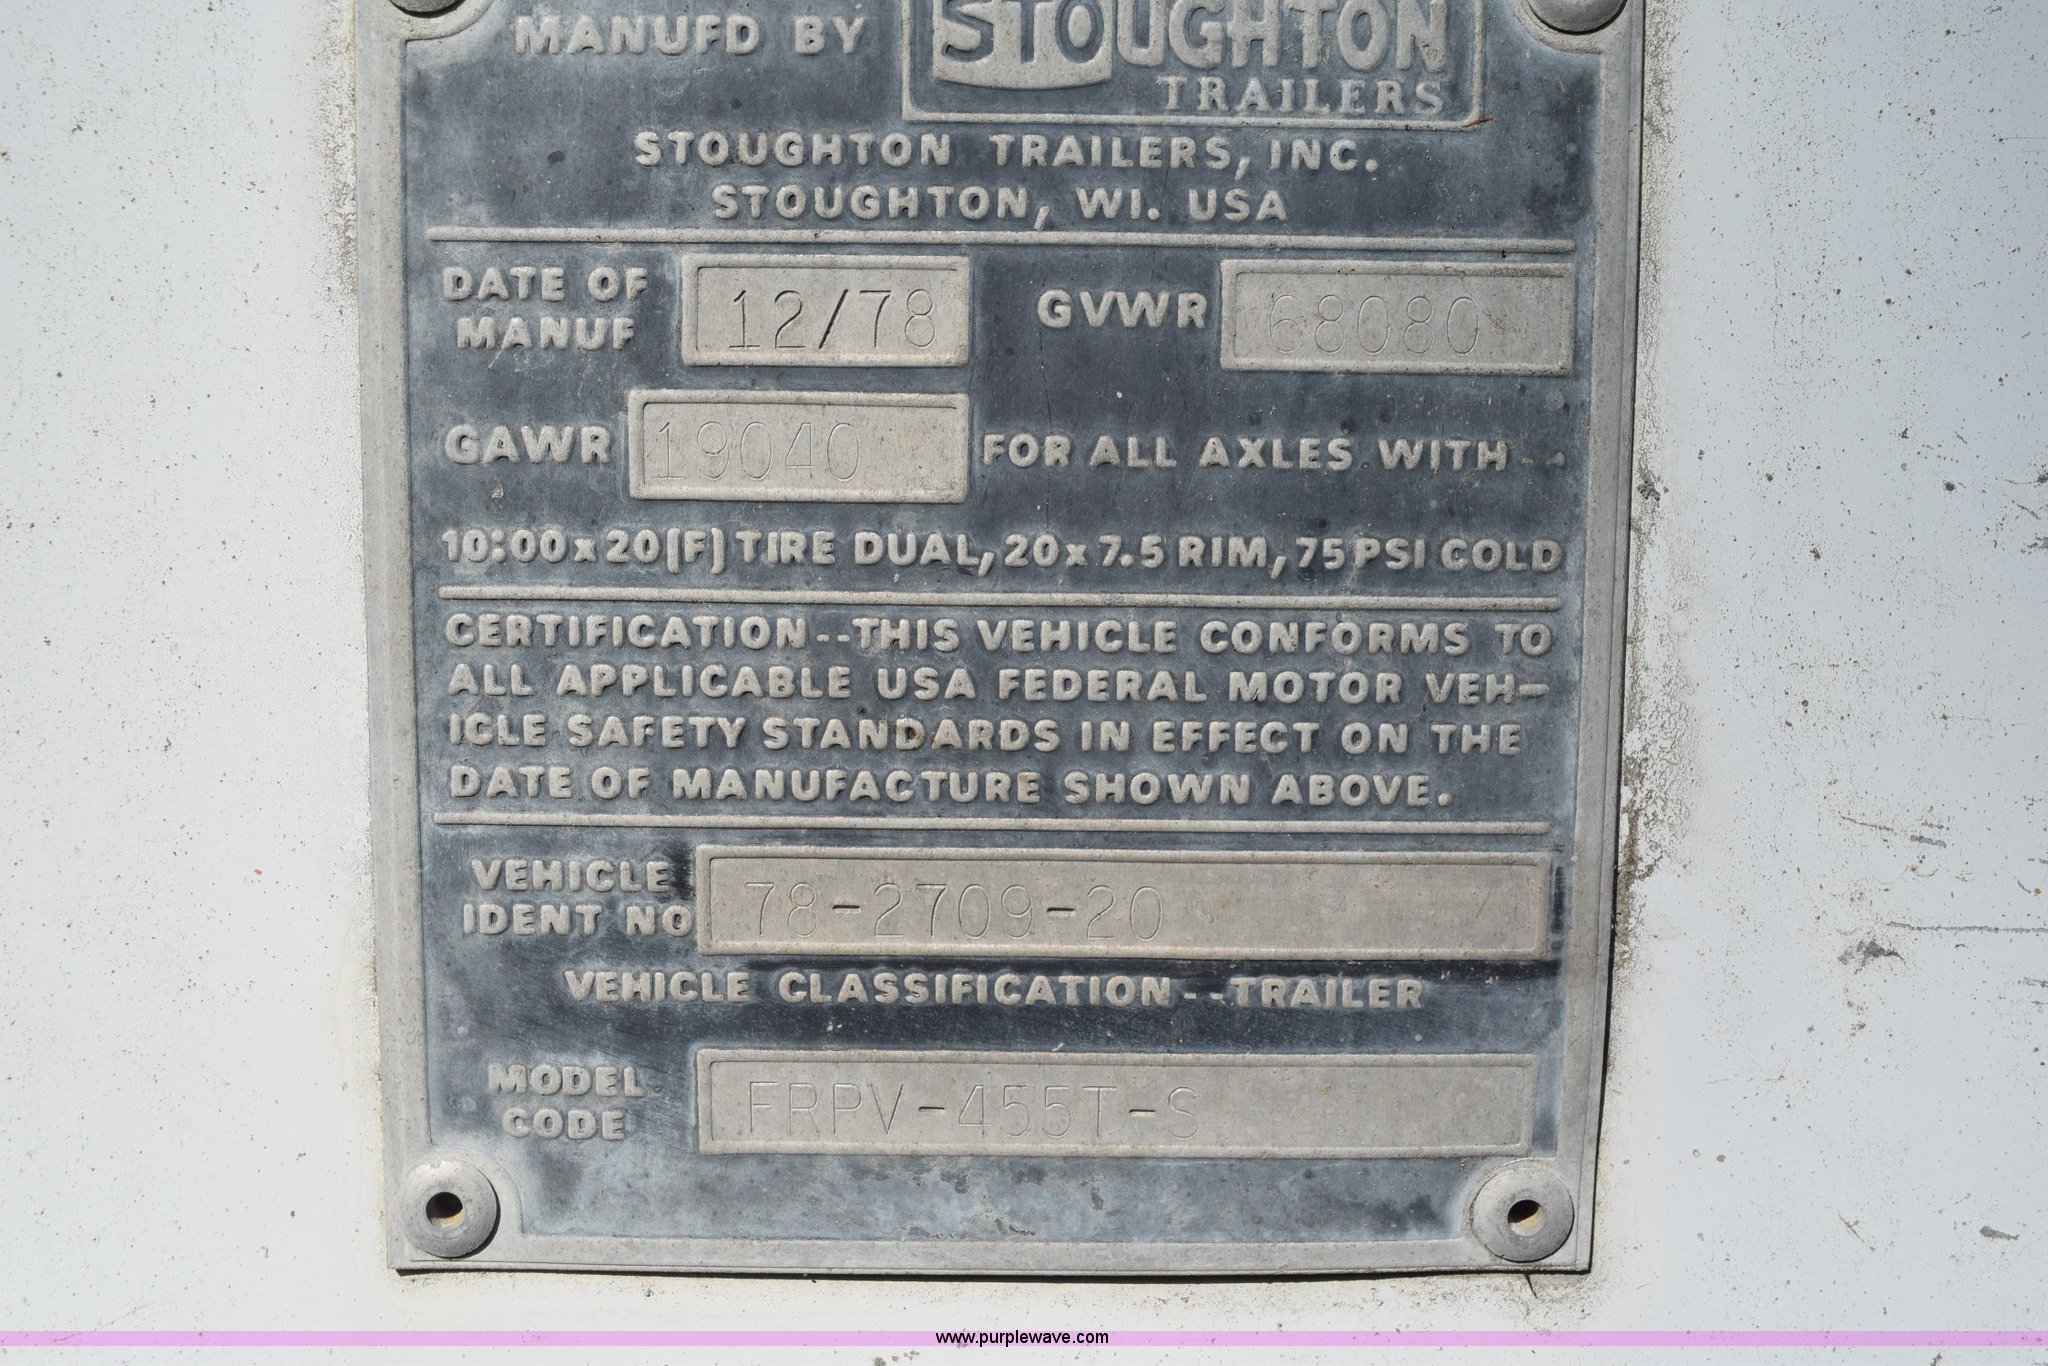 MANUFD BY STOUGHTON
TRAILERS
STOUGHTON TRAILERS, INC.
STOUGHTON, WI. USA
DATE OF MANUF 12/78 GVWR 68080
GAWR 19040 FOR ALL AXLES WITH--
10:00x20(F) TIRE DUAL, 20x7.5 RIM, 75 PSI COLD
CERTIFICATION--THIS VEHICLE CONFORMS TO
ALL APPLICABLE USA FEDERAL MOTOR VEH-
ICLE SAFETY STANDARDS IN EFFECT ON THE
DATE OF MANUFACTURE SHOWN ABOVE.
VEHICLE IDENT NO 78-2709-20
VEHICLE CLASSIFICATION--TRAILER
MODEL CODE FRPV-455T-S
www.purplewave.com